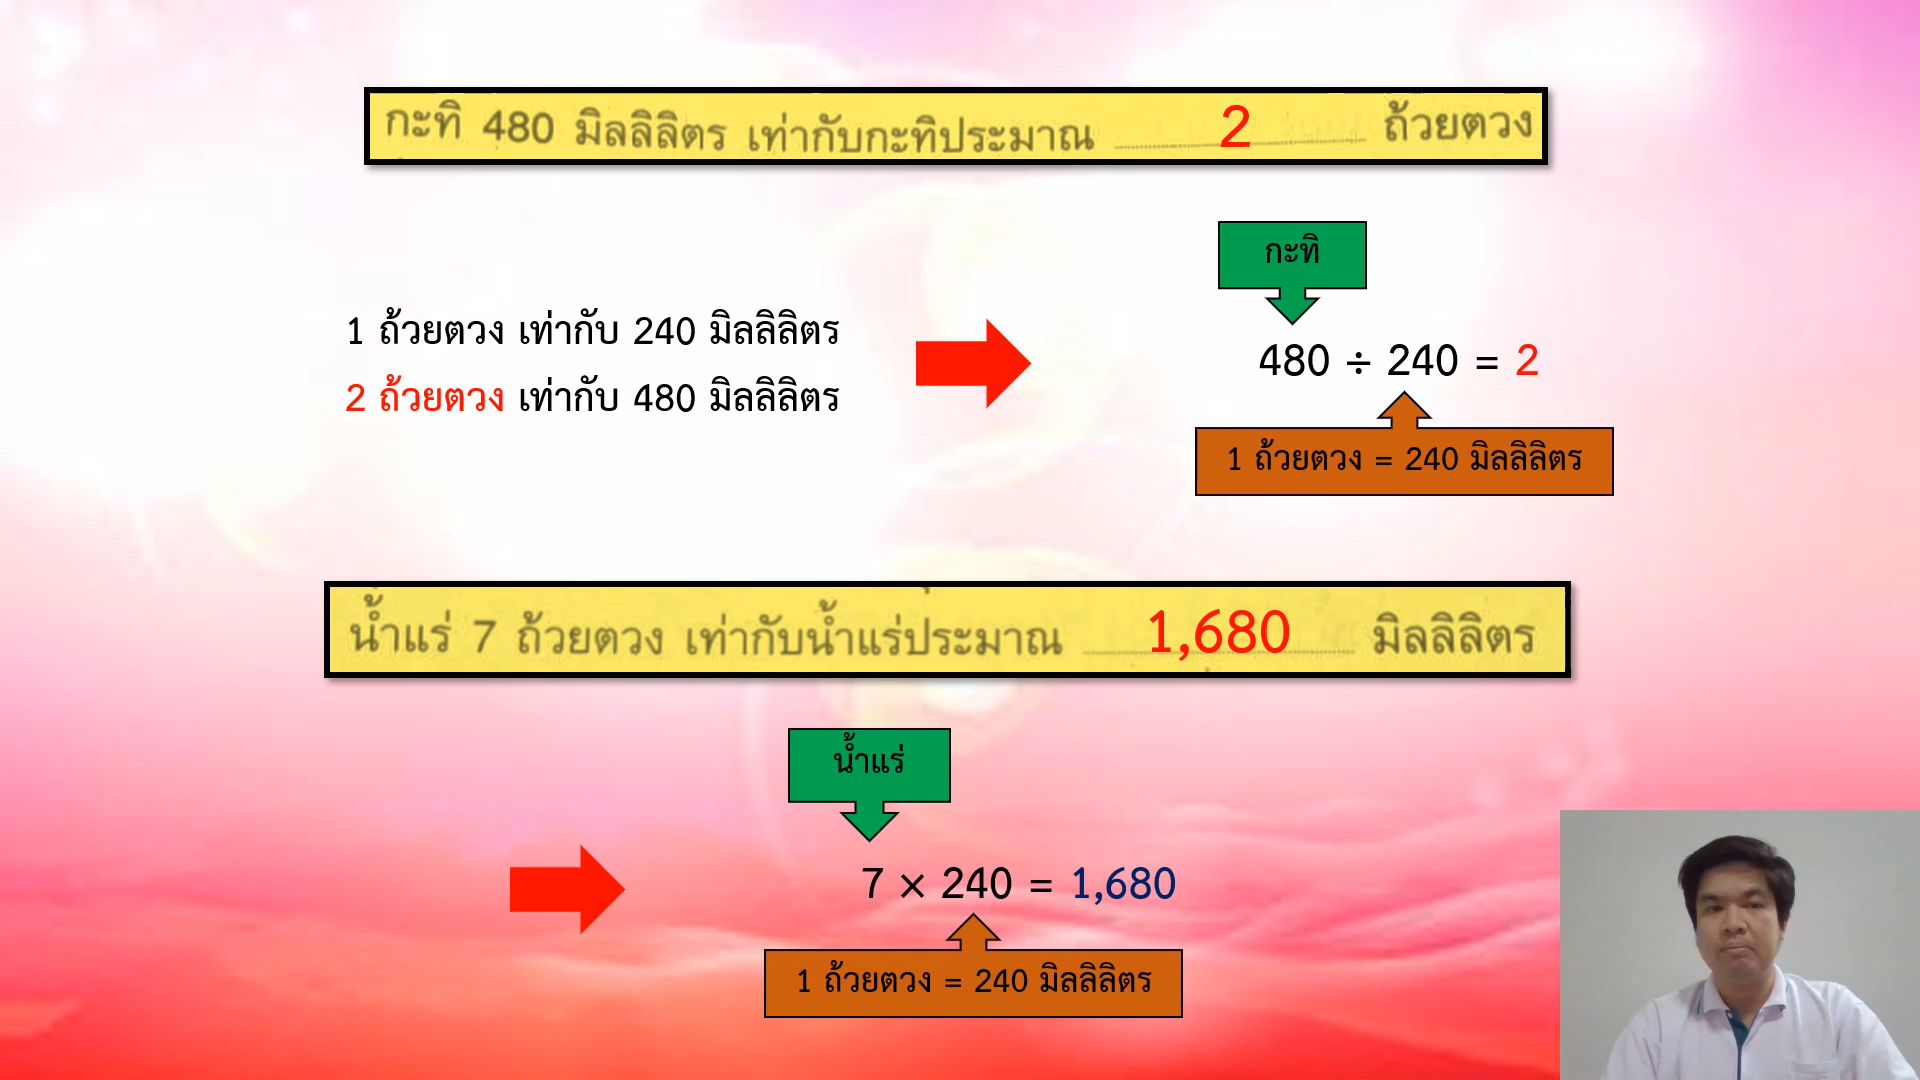 กะทิ 480 มิลลิลิตร เท่ากับกะทิประมาณ 2 ถ้วยตวง
กะทิ
1 ถ้วยตวง เท่ากับ 240 มิลลิลิตร
2 ถ้วยตวง เท่ากับ 480 มิลลิลิตร
480 ÷ 240 = 2
1 ถ้วยตวง = 240 มิลลิลิตร
น้ำแร่ 7 ถ้วยตวง เท่ากับน้ำแร่ประมาณ 1,680 มิลลิลิตร
น้ำแร่
7 × 240 = 1,680
1 ถ้วยตวง = 240 มิลลิลิตร